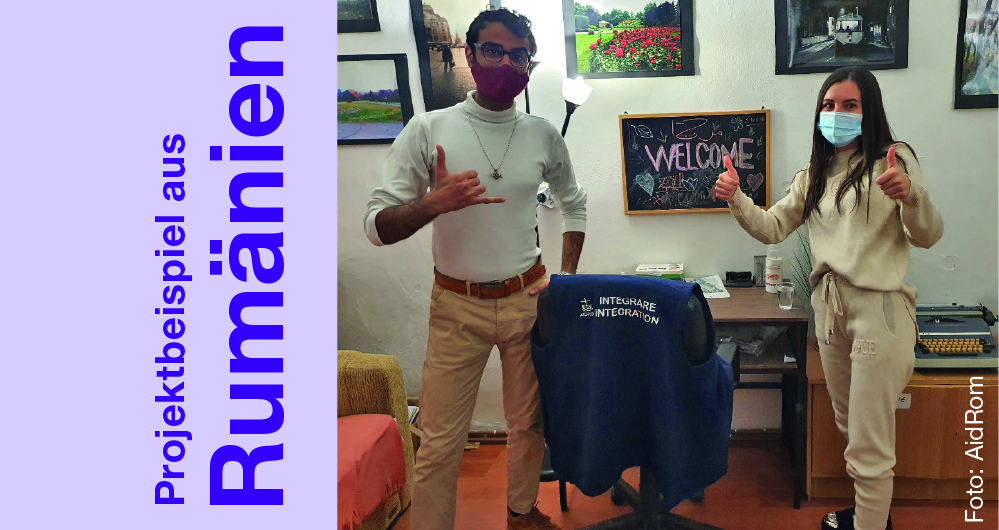 Projektbeispiel aus
Rumänien
WELCOME
INTEGRARE
INTEGRATION
Foto: AidRom